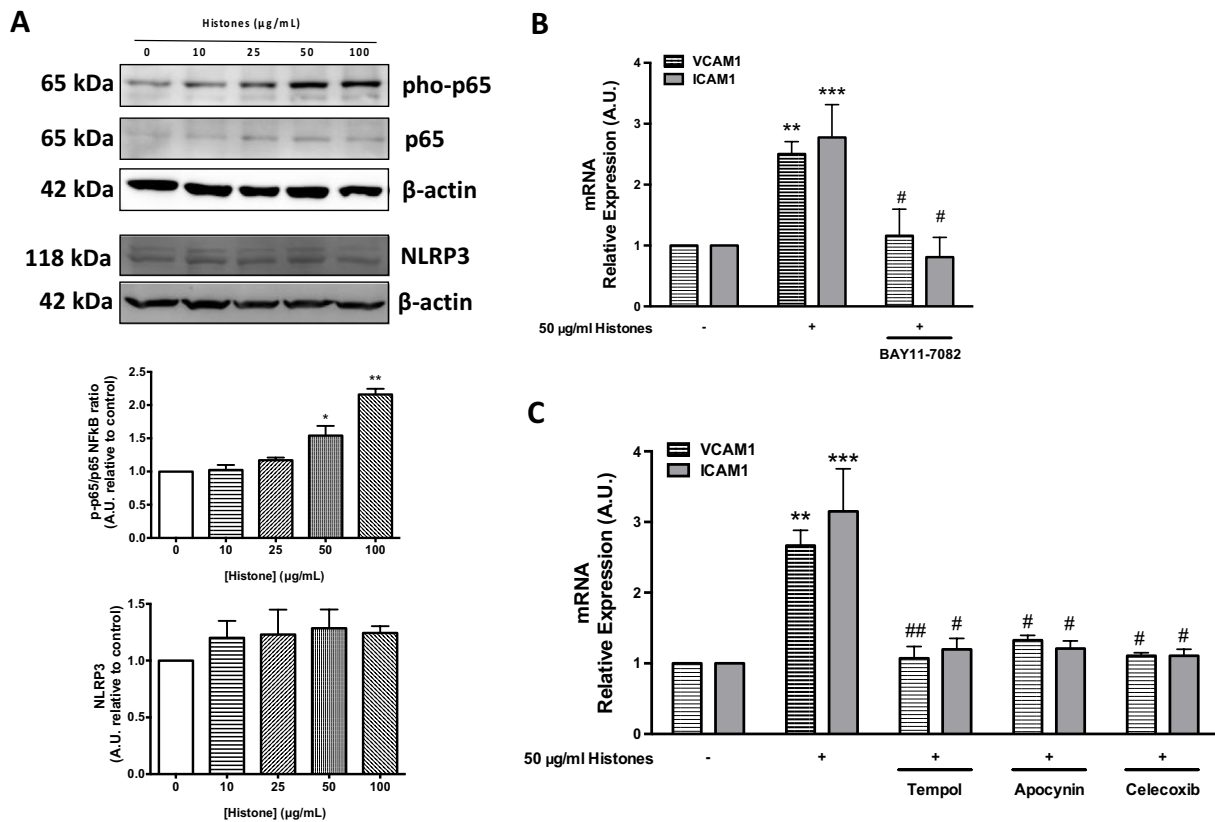 A
Histones (µg/mL)
0 10 25 50 100
65 kDa pho-p65
65 kDa p65
42 kDa β-actin
118 kDa NLRP3
42 kDa β-actin
p-p65/p65 NFkB ratio
(A.U. relative to control)
2.5
2.0
1.5
1.0
0.5
0.0
* **
0 10 25 50 100
[Histone] (µg/mL)
NLRP3
(A.U. relative to control)
1.5
1.0
0.5
0.0
0 10 25 50 100
[Histone] (µg/mL)
B
mRNA
Relative Expression (A.U.)
4
3
2
1
0
VCAM1
ICAM1
** ***
# #
50 µg/ml Histones - + +
BAY11-7082
C
mRNA
Relative Expression (A.U.)
4
3
2
1
0
VCAM1
ICAM1
** ***
## # # # # #
50 µg/ml Histones - + + + +
Tempol Apocynin Celecoxib